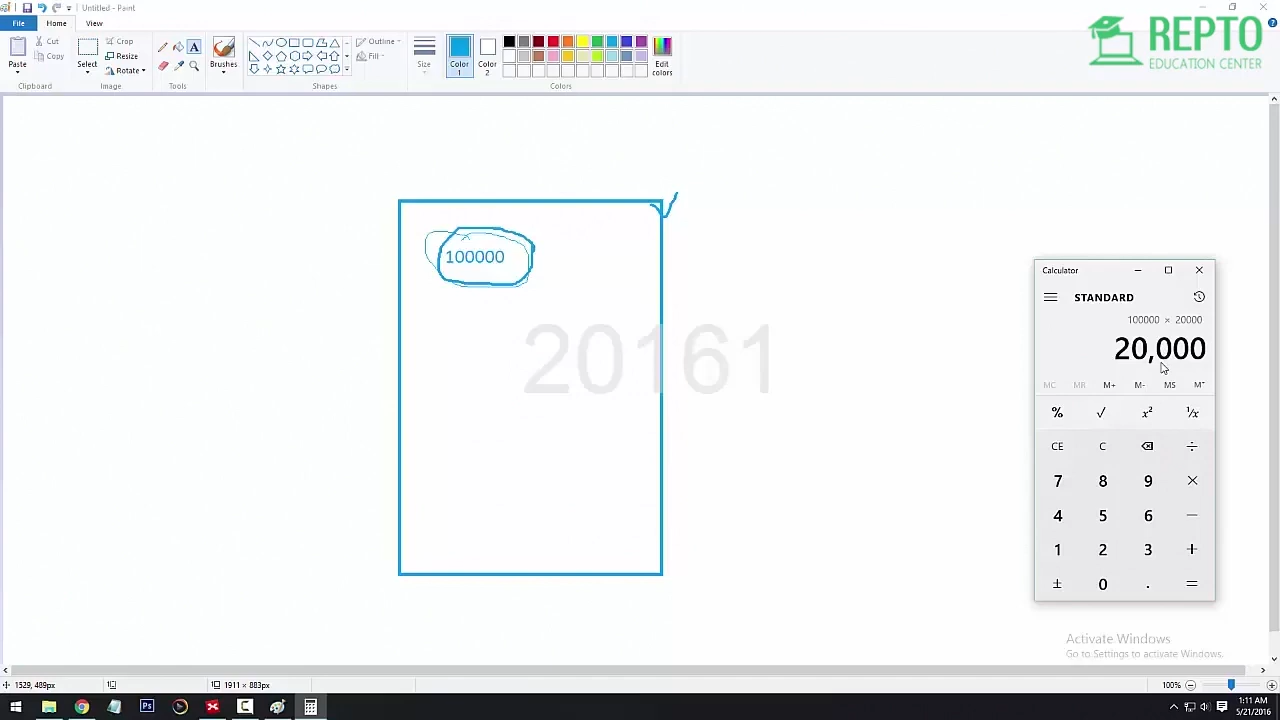 Untitled - Paint
File Home View
Paste
Cut
Copy
Clipboard
Select
Crop
Resize
Rotate
Image
A
Tools
Brushes
Shapes
Outline
Fill
Size
Color 1
Color 2
Edit colors
Colors
REPTO
EDUCATION CENTER
100000
20161
Calculator
STANDARD
100000 × 20000
20,000
MC MR M+ M- MS M˅
% √ x² ¹/x
CE C ÷
7 8 9 ×
4 5 6 −
1 2 3 +
± 0 . =
Activate Windows
Go to Settings to activate Windows.
1529, 489px
1911 × 883px
100%
Ps
1:11 AM
5/21/2016